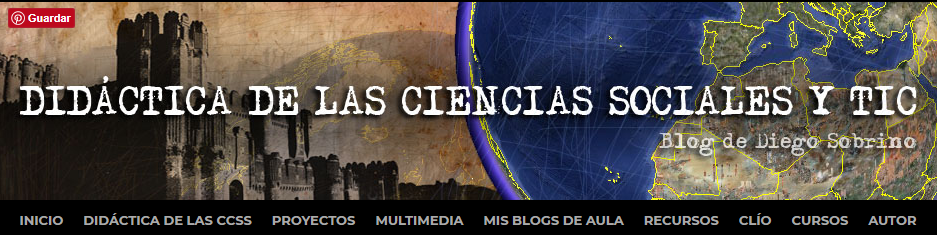 Guardar
DIDÁCTICA DE LAS CIENCIAS SOCIALES Y TIC
Blog de Diego Sobrino
INICIO DIDÁCTICA DE LAS CCSS PROYECTOS MULTIMEDIA MIS BLOGS DE AULA RECURSOS CLÍO CURSOS AUTOR